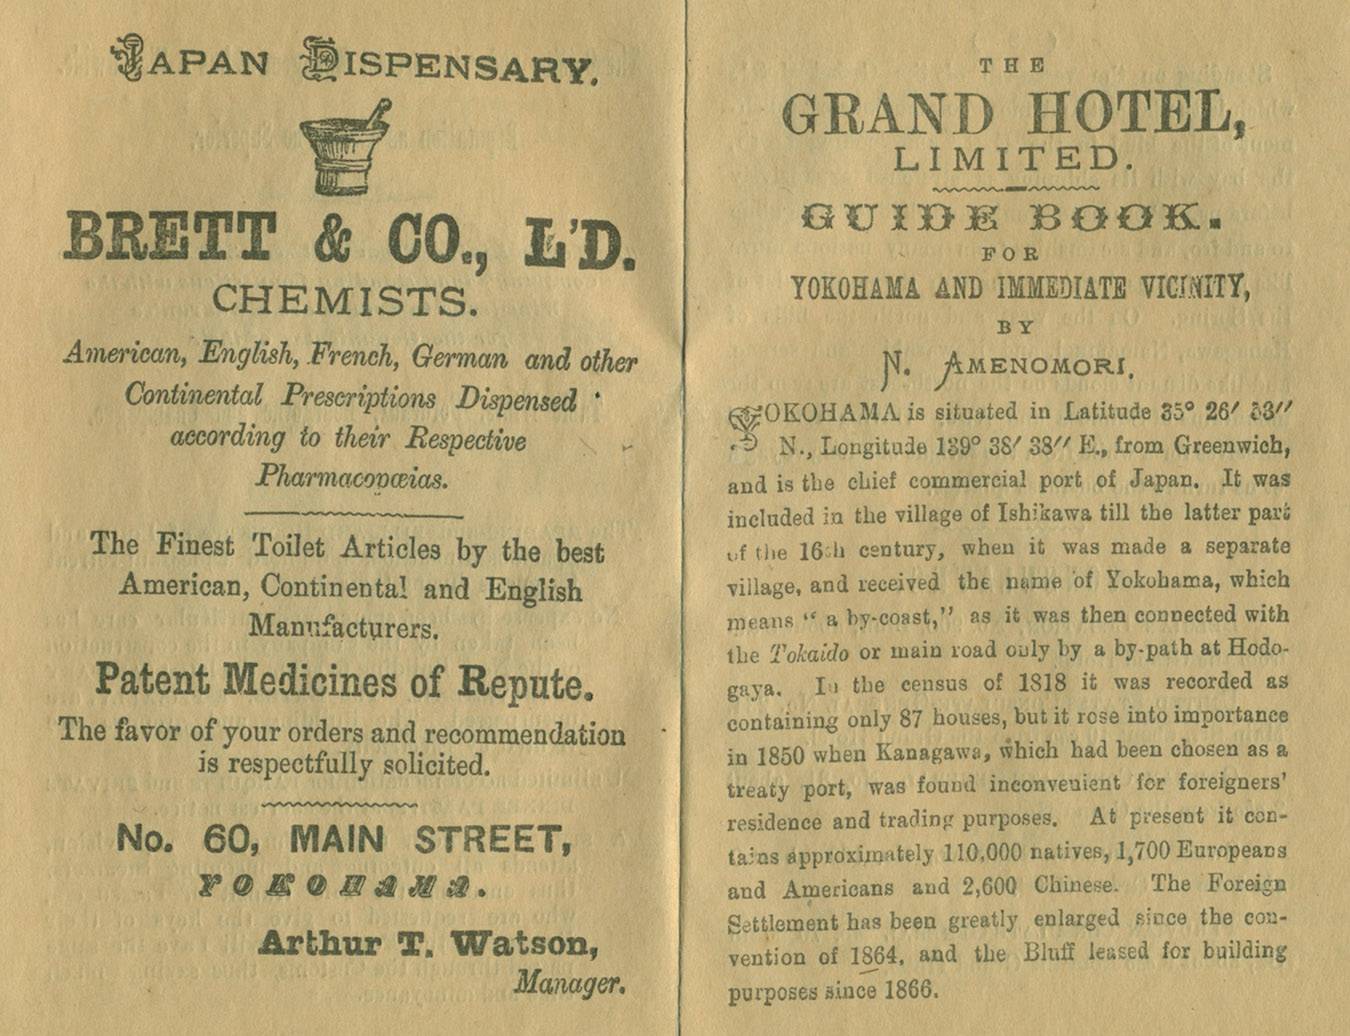 JAPAN DISPENSARY.
BRETT & CO., L'D.
CHEMISTS.
American, English, French, German and other
Continental Prescriptions Dispensed
according to their Respective
Pharmacopœias.
The Finest Toilet Articles by the best
American, Continental and English
Manufacturers.
Patent Medicines of Repute.
The favor of your orders and recommendation
is respectfully solicited.
No. 60, MAIN STREET,
YOKOHAMA.
Arthur T. Watson,
Manager.
THE
GRAND HOTEL,
LIMITED.
GUIDE BOOK.
FOR
YOKOHAMA AND IMMEDIATE VICINITY,
BY
N. AMENOMORI.
YOKOHAMA is situated in Latitude 35° 26′ 53″
N., Longitude 139° 38′ 38″ E., from Greenwich,
and is the chief commercial port of Japan. It was
included in the village of Ishikawa till the latter part
of the 16th century, when it was made a separate
village, and received the name of Yokohama, which
means “ a by-coast,” as it was then connected with
the Tokaido or main road only by a by-path at Hodo-
gaya. In the census of 1818 it was recorded as
containing only 87 houses, but it rose into importance
in 1850 when Kanagawa, which had been chosen as a
treaty port, was found inconvenient for foreigners'
residence and trading purposes. At present it con-
tains approximately 110,000 natives, 1,700 Europeans
and Americans and 2,600 Chinese. The Foreign
Settlement has been greatly enlarged since the con-
vention of 1864, and the Bluff leased for building
purposes since 1866.